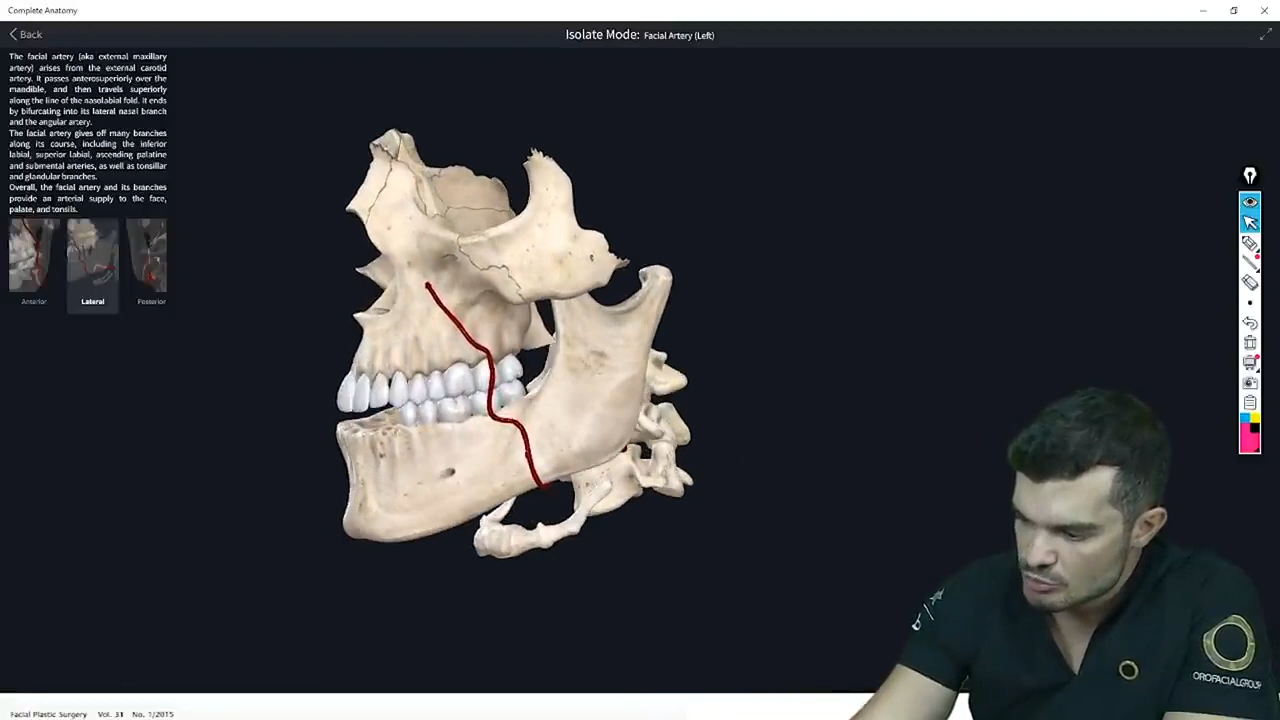 Complete Anatomy
Back
Isolate Mode: Facial Artery (Left)
The facial artery (aka external maxillary
artery) arises from the external carotid
artery. It passes anterosuperiorly over the
mandible, and then travels superiorly
along the line of the nasolabial fold. It ends
by bifurcating into its lateral nasal branch
and the angular artery.
The facial artery gives off many branches
along its course, including the inferior
labial, superior labial, ascending palatine
and submental arteries, as well as tonsillar
and glandular branches.
Overall, the facial artery and its branches
provide an arterial supply to the face,
palate, and tonsils.
Anterior
Lateral
Posterior
OROFACIALGROUP
Facial Plastic Surgery Vol. 31 No. 1/2015